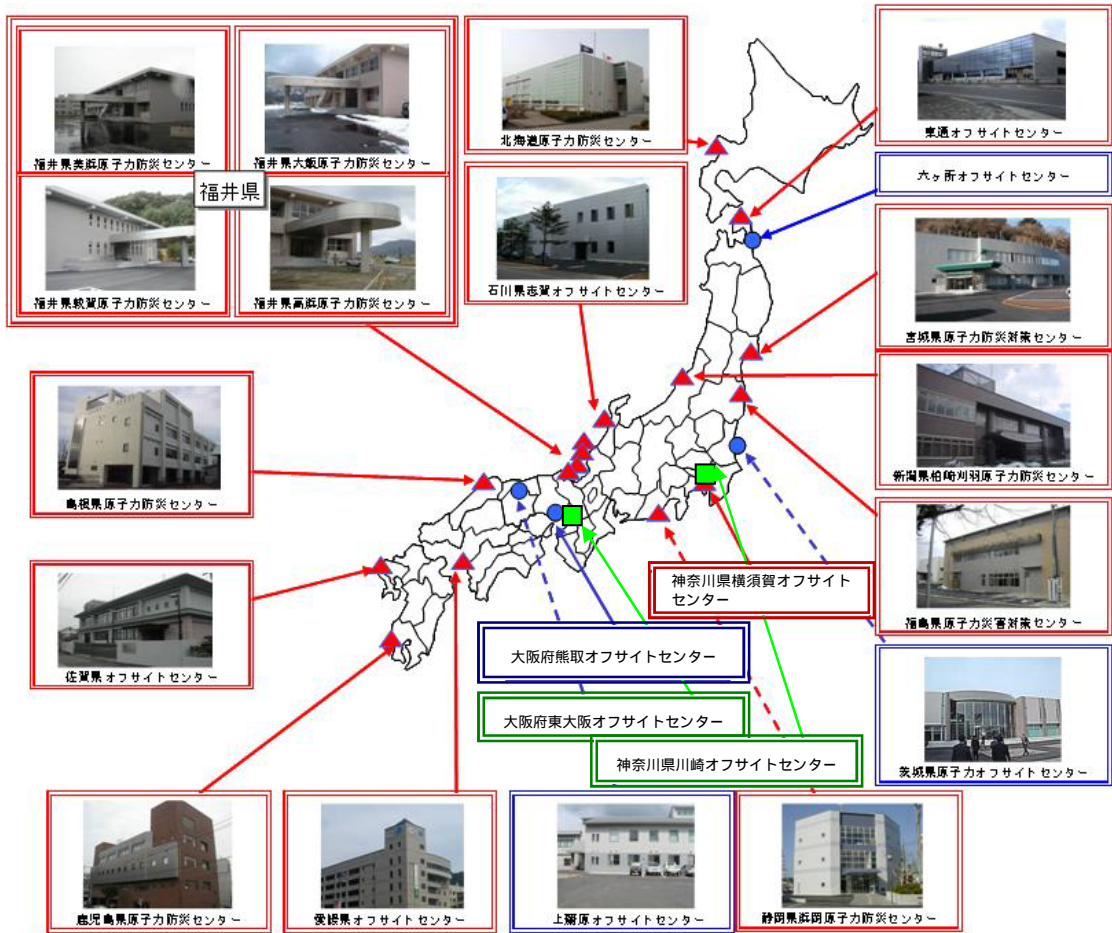 福井県美浜原子力防災センター
福井県大飯原子力防災センター
福井県
福井県敦賀原子力防災センター
福井県高浜原子力防災センター
北海道原子力防災センター
石川県志賀オフサイトセンター
東通オフサイトセンター
六ヶ所オフサイトセンター
宮城県原子力防災対策センター
新潟県柏崎刈羽原子力防災センター
福島県原子力災害対策センター
茨城県原子力オフサイトセンター
島根県原子力防災センター
佐賀県オフサイトセンター
神奈川県横須賀オフサイト
センター
大阪府熊取オフサイトセンター
大阪府東大阪オフサイトセンター
神奈川県川崎オフサイトセンター
鹿児島県原子力防災センター
愛媛県オフサイトセンター
上齋原オフサイトセンター
静岡県浜岡原子力防災センター